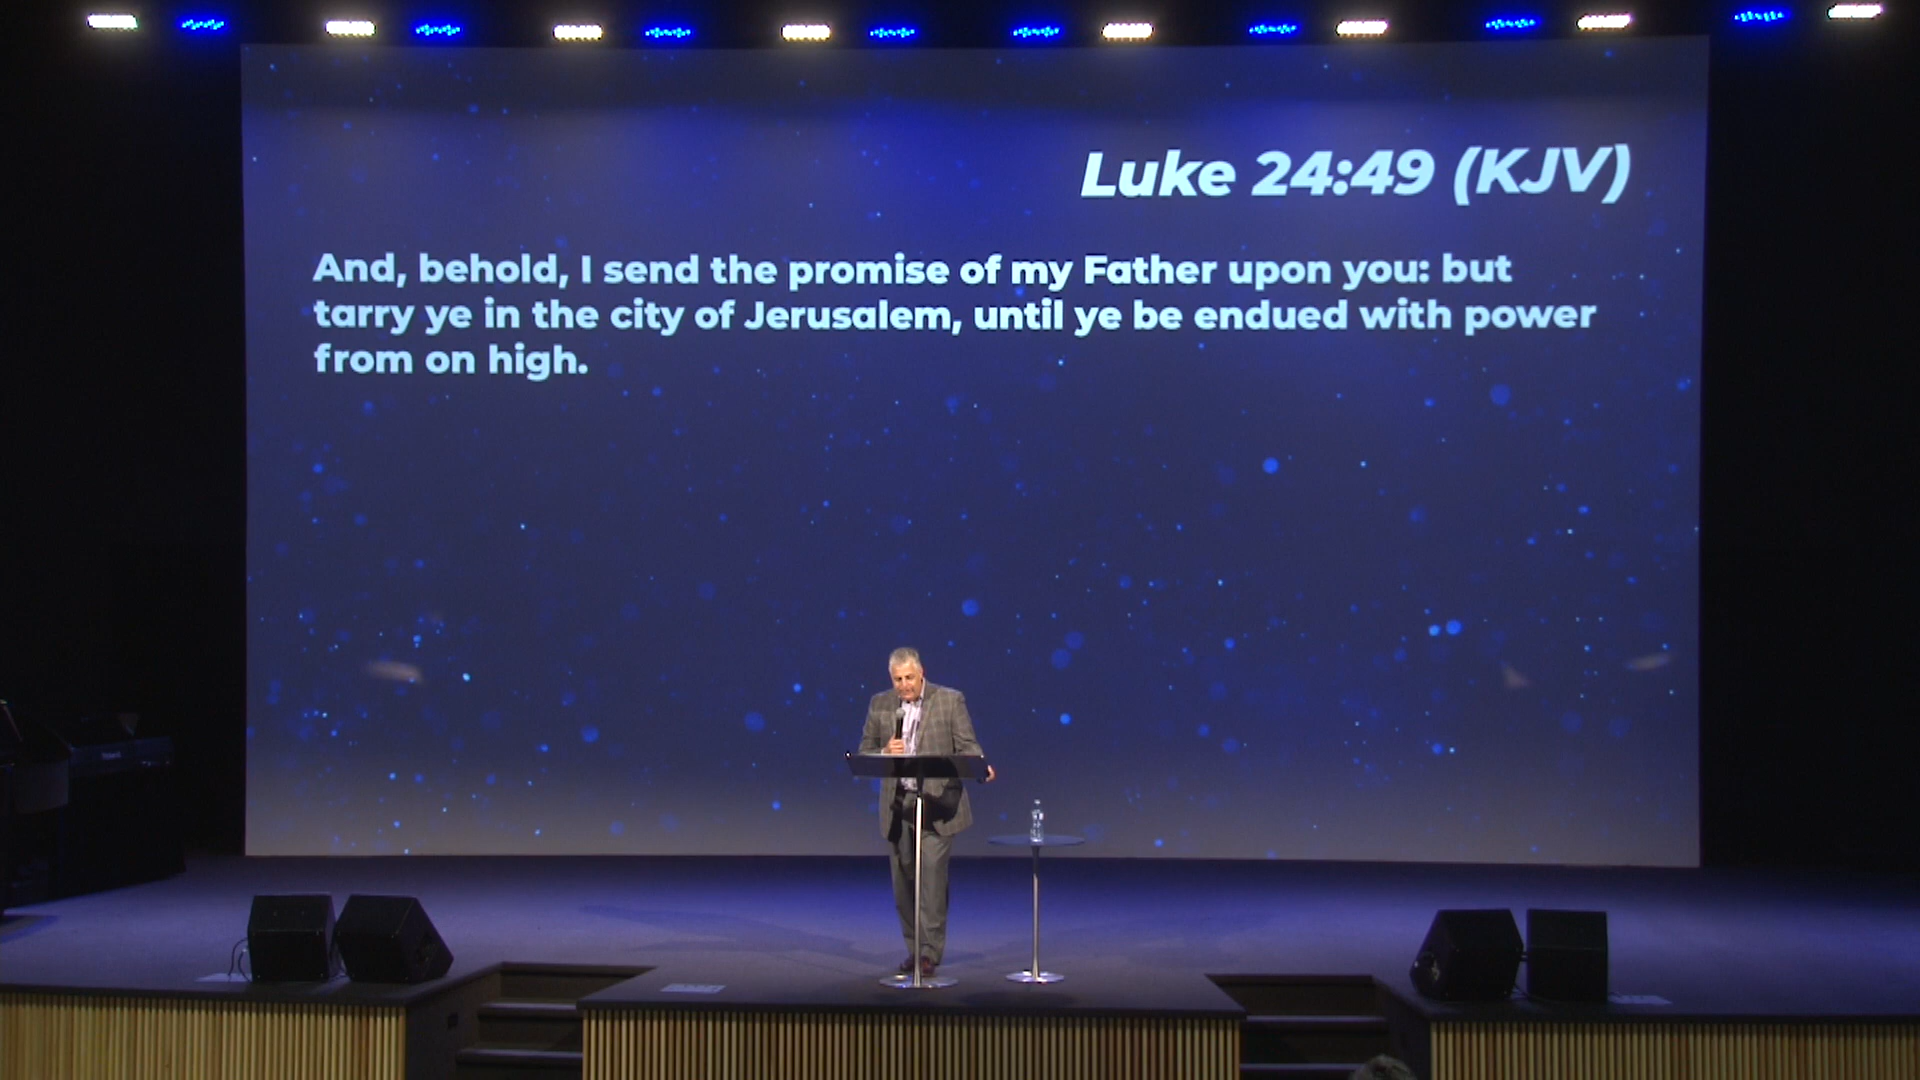 Luke 24:49 (KJV)
And, behold, I send the promise of my Father upon you: but
tarry ye in the city of Jerusalem, until ye be endued with power
from on high.